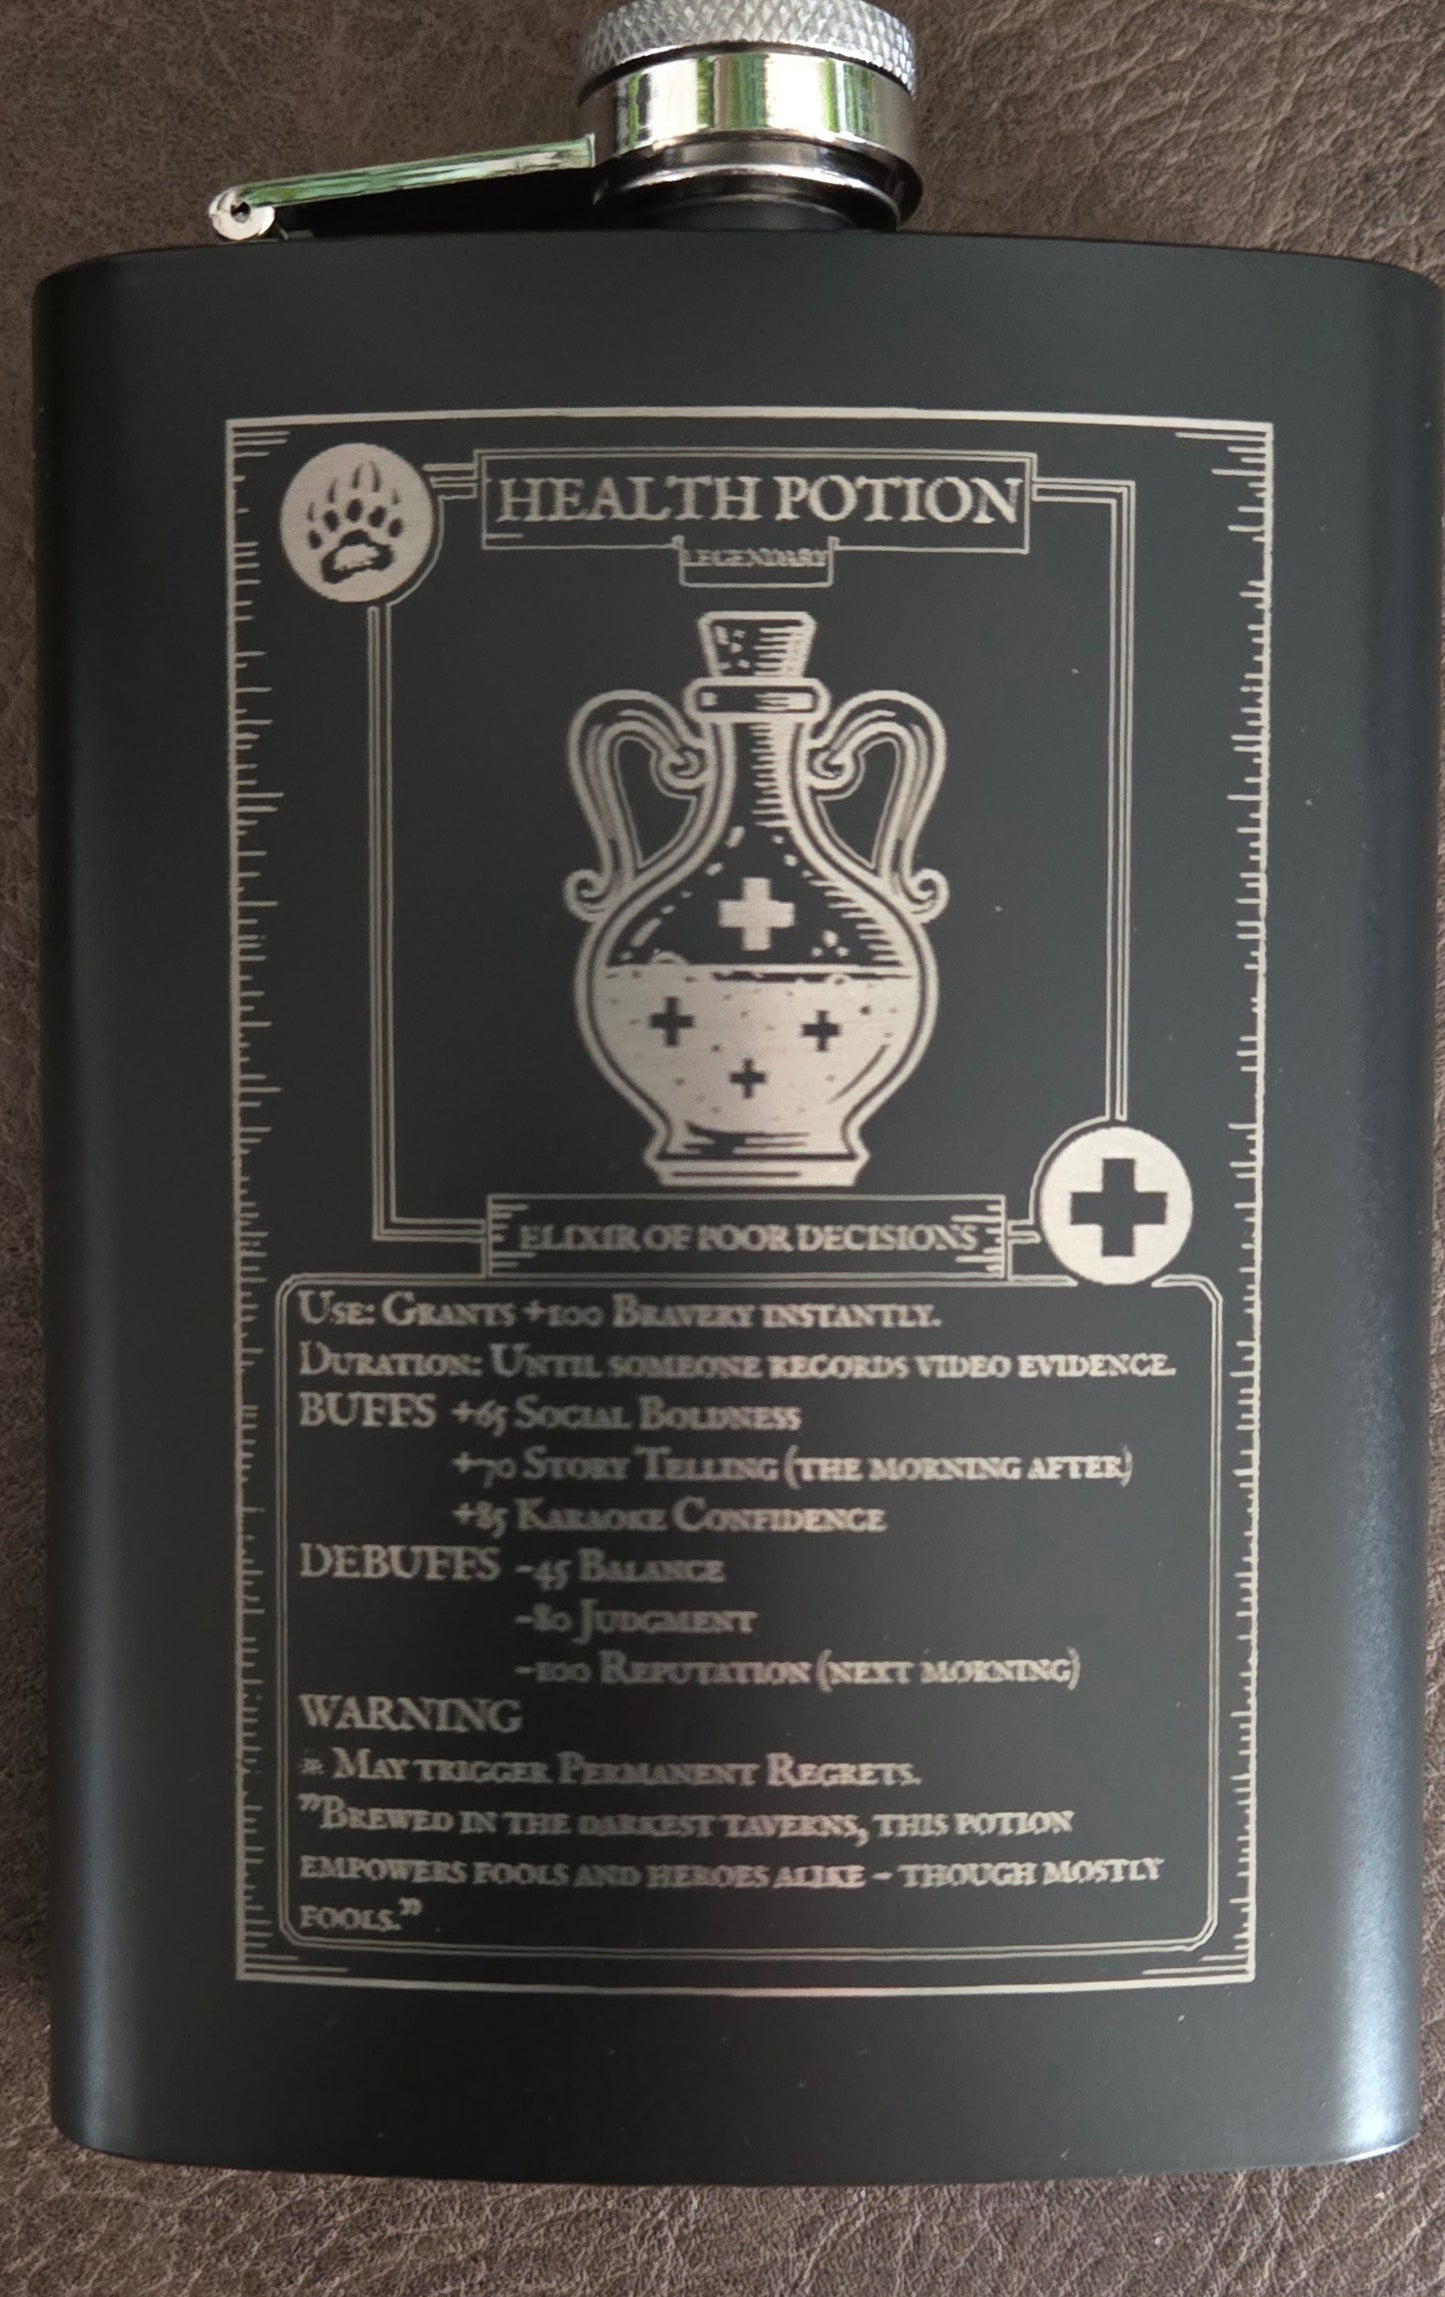 HEALTH POTION
LEGENDARY
ELIXIR OF POOR DECISIONS
USE: GRANTS +100 BRAVERY INSTANTLY.
DURATION: UNTIL SOMEONE RECORDS VIDEO EVIDENCE.
BUFFS +65 SOCIAL BOLDNESS
+70 STORY TELLING (THE MORNING AFTER)
+85 KARAOKE CONFIDENCE
DEBUFFS -45 BALANCE
-80 JUDGMENT
-100 REPUTATION (NEXT MORNING)
WARNING
* MAY TRIGGER PERMANENT REGRETS.
”BREWED IN THE DARKEST TAVERNS, THIS POTION
EMPOWERS FOOLS AND HEROES ALIKE - THOUGH MOSTLY
FOOLS.”